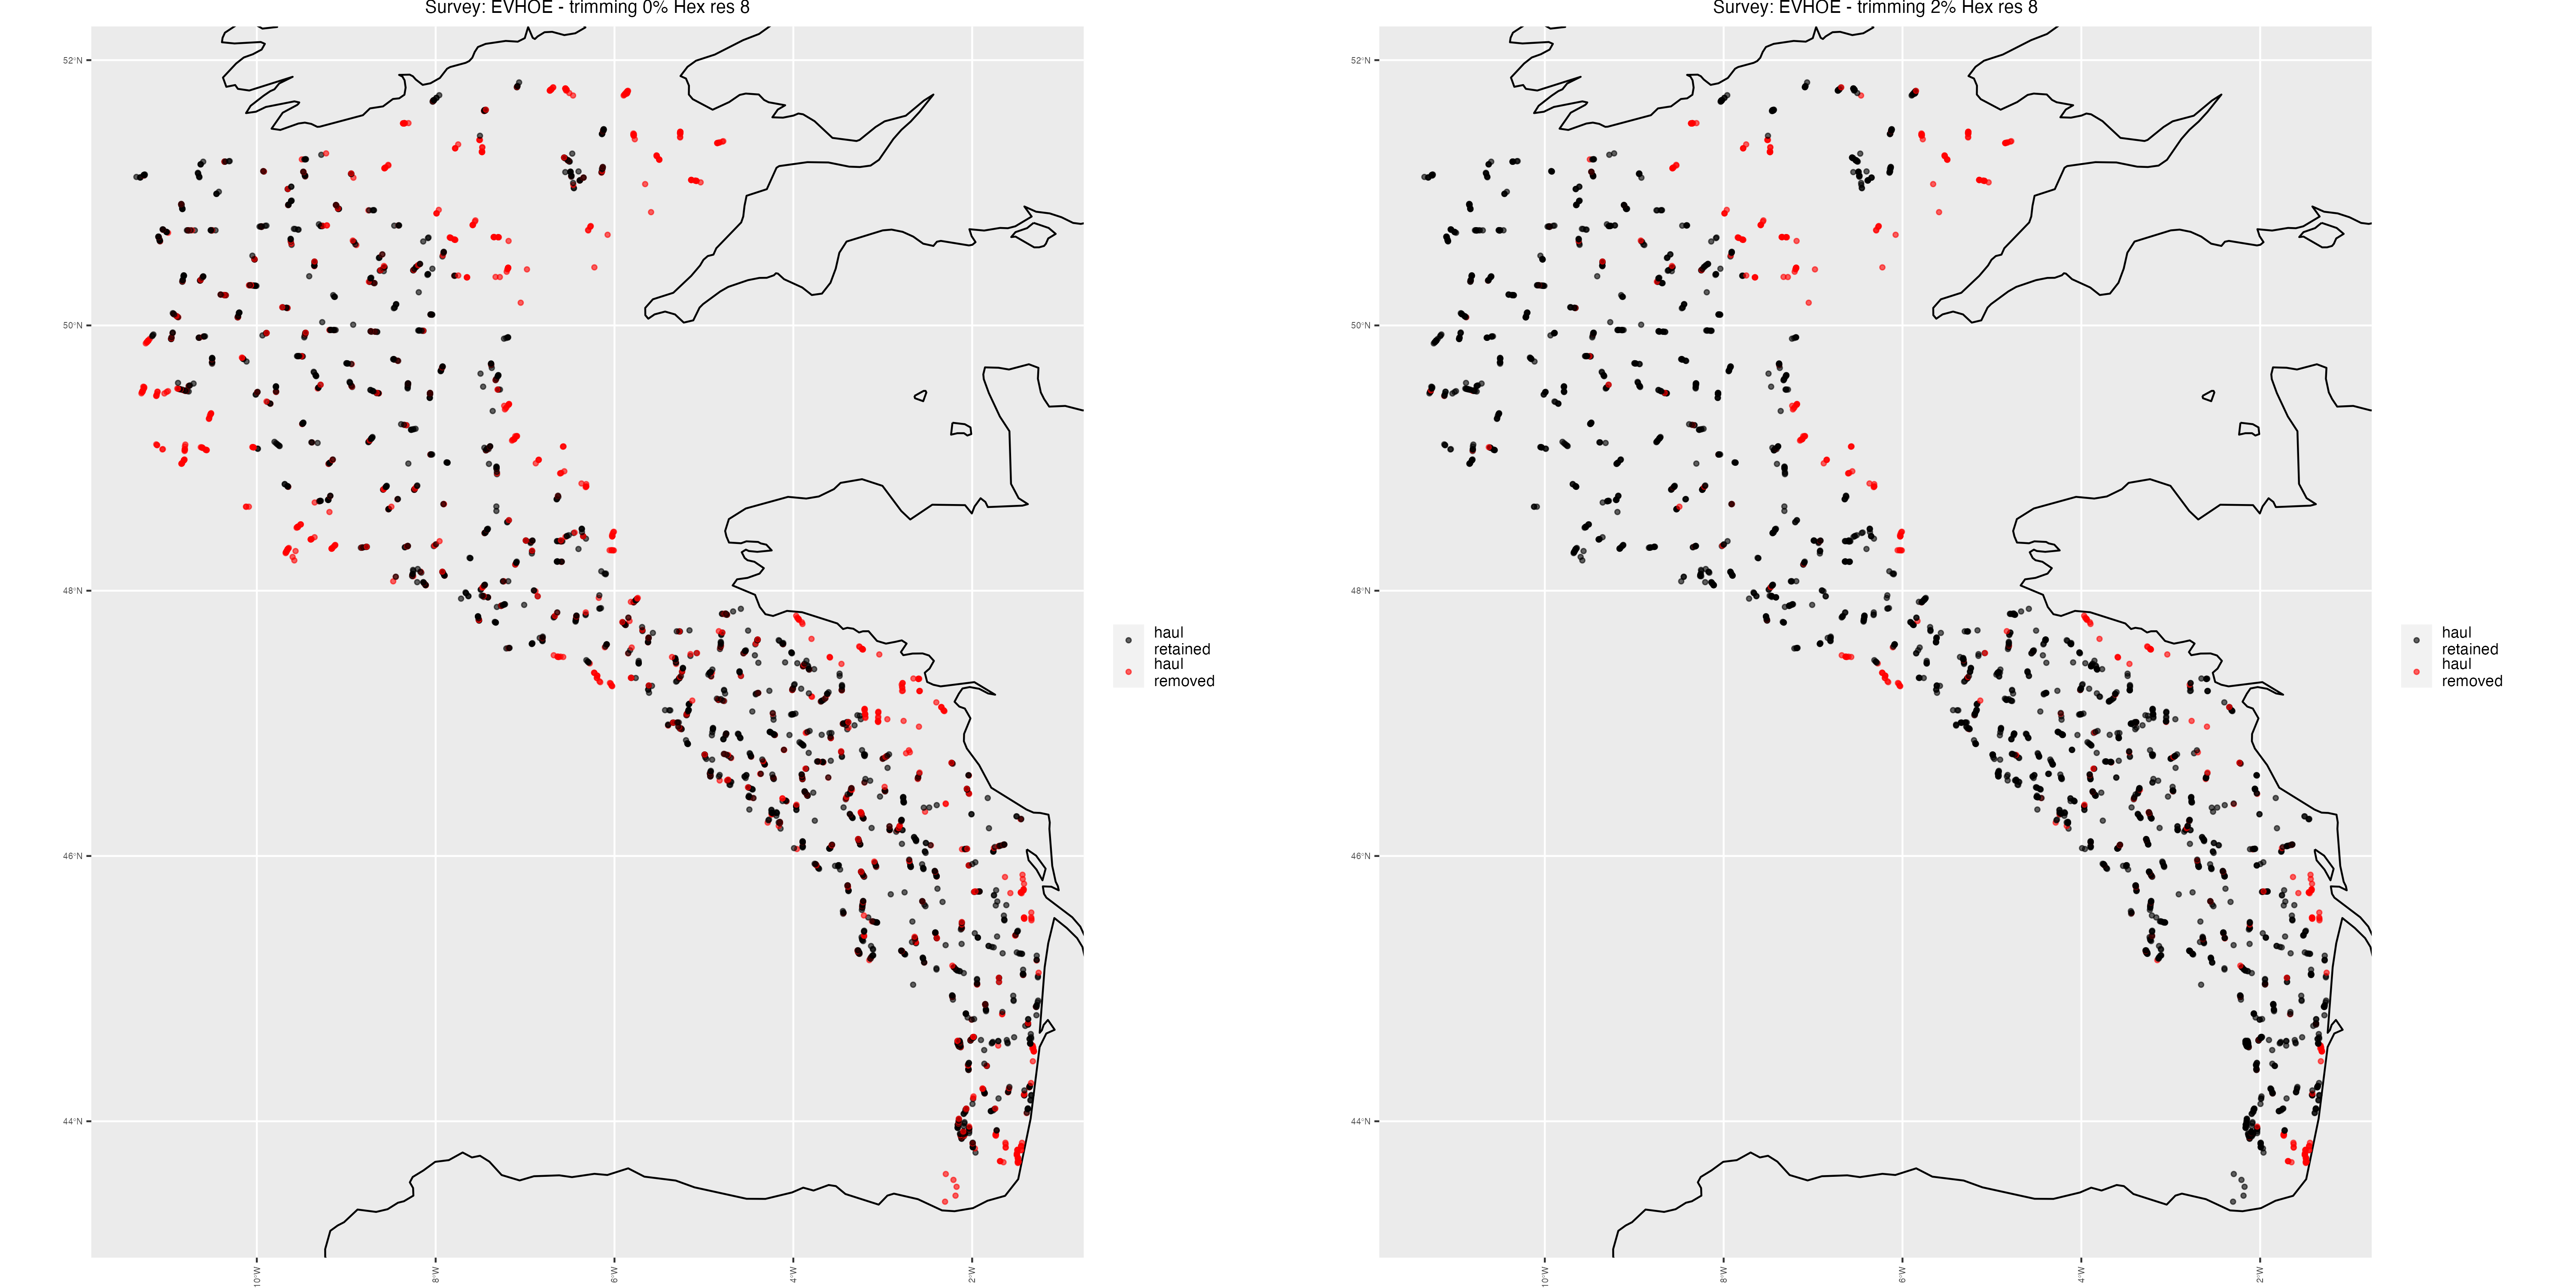 Survey: EVHOE - trimming 0% Hex res 8
52°N
50°N
48°N
46°N
44°N
10°W
8°W
6°W
4°W
2°W
haul
retained
haul
removed
Survey: EVHOE - trimming 2% Hex res 8
52°N
50°N
48°N
46°N
44°N
10°W
8°W
6°W
4°W
2°W
haul
retained
haul
removed